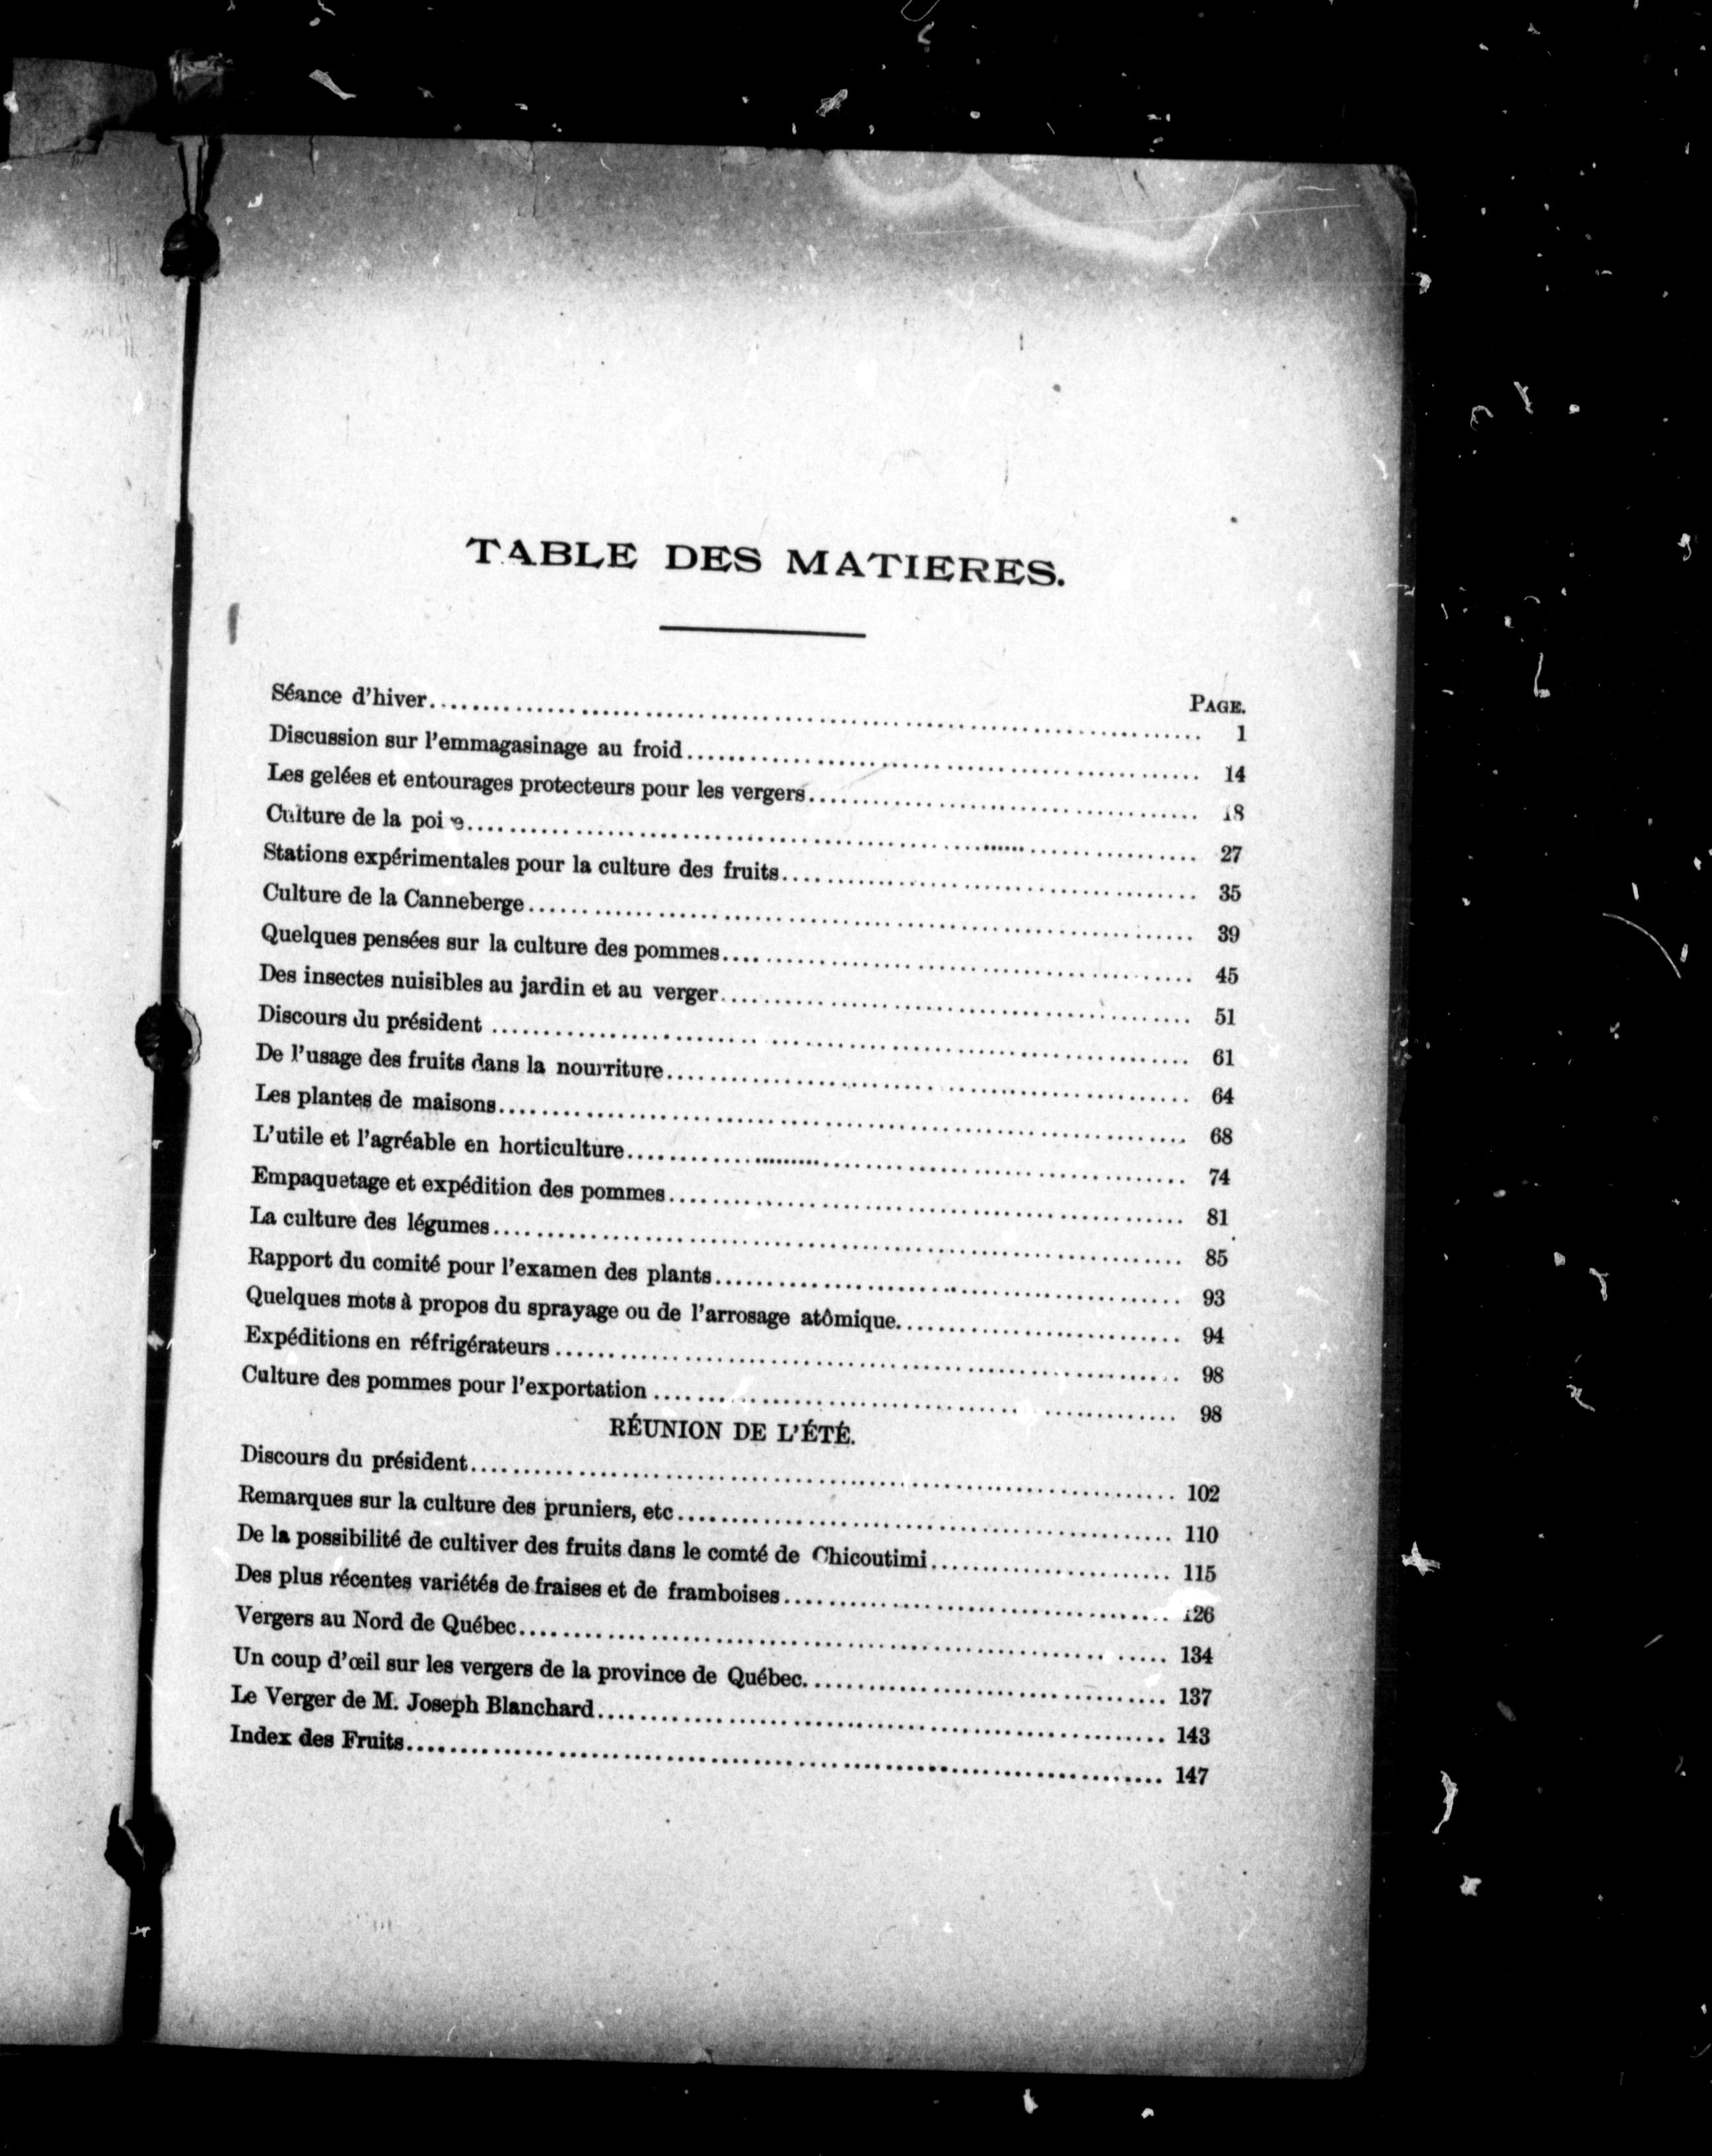 TABLE DES MATIERES.
PAGE.
Séance d'hiver........ 1
Discussion sur l'emmagasinage au froid........ 14
Les gelées et entourages protecteurs pour les vergers........ 18
Culture de la poire........ 27
Stations expérimentales pour la culture des fruits........ 35
Culture de la Canneberge........ 39
Quelques pensées sur la culture des pommes........ 45
Des insectes nuisibles au jardin et au verger........ 51
Discours du président ........ 61
De l'usage des fruits dans la nourriture........ 64
Les plantes de maisons........ 68
L'utile et l'agréable en horticulture........ 74
Empaquetage et expédition des pommes........ 81
La culture des légumes........ 85
Rapport du comité pour l'examen des plants........ 93
Quelques mots à propos du sprayage ou de l'arrosage atômique........ 94
Expéditions en réfrigérateurs ........ 98
Culture des pommes pour l'exportation ........ 98
RÉUNION DE L'ÉTÉ.
Discours du président........ 102
Remarques sur la culture des pruniers, etc........ 110
De la possibilité de cultiver des fruits dans le comté de Chicoutimi........ 115
Des plus récentes variétés de fraises et de framboises........ 126
Vergers au Nord de Québec........ 134
Un coup d'œil sur les vergers de la province de Québec........ 137
Le Verger de M. Joseph Blanchard........ 143
Index des Fruits........ 147